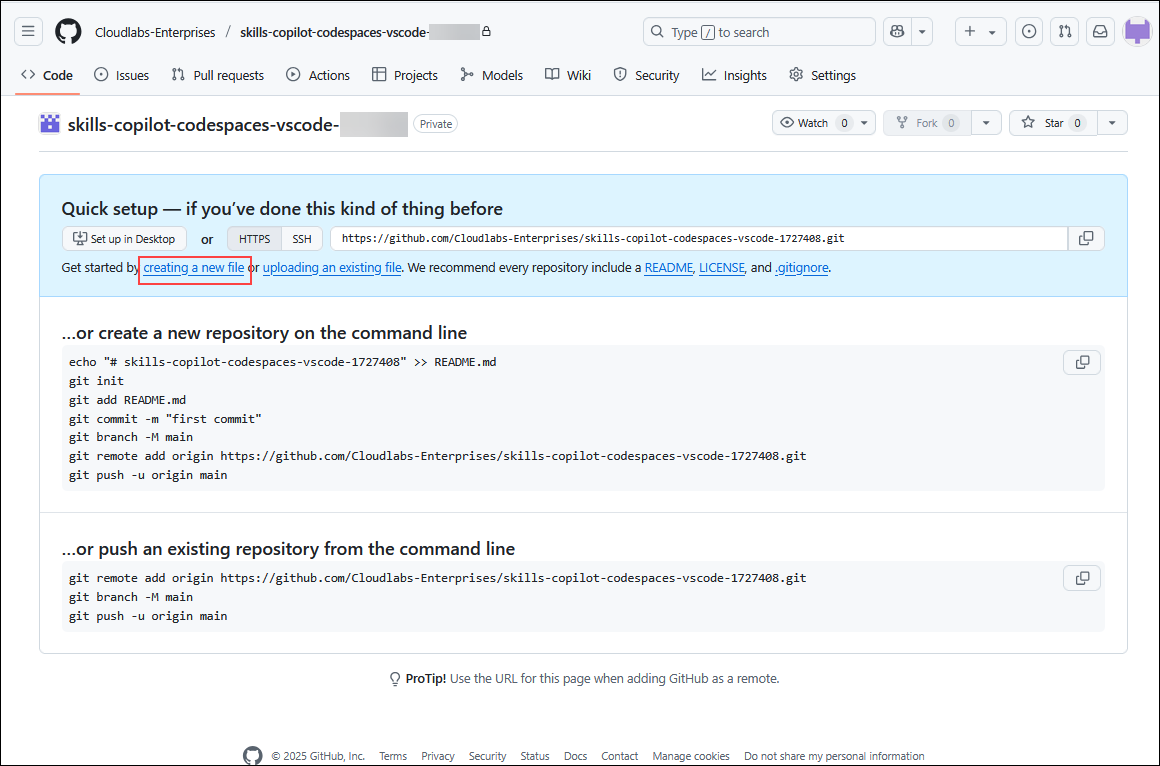 Cloudlabs-Enterprises / skills-copilot-codespaces-vscode- Type / to search
Code Issues Pull requests Actions Projects Models Wiki Security Insights Settings
skills-copilot-codespaces-vscode- Private Watch 0 Fork 0 Star 0
Quick setup — if you’ve done this kind of thing before
Set up in Desktop or HTTPS SSH https://github.com/Cloudlabs-Enterprises/skills-copilot-codespaces-vscode-1727408.git
Get started by creating a new file or uploading an existing file. We recommend every repository include a README, LICENSE, and .gitignore.
…or create a new repository on the command line
echo "# skills-copilot-codespaces-vscode-1727408" >> README.md
git init
git add README.md
git commit -m "first commit"
git branch -M main
git remote add origin https://github.com/Cloudlabs-Enterprises/skills-copilot-codespaces-vscode-1727408.git
git push -u origin main
…or push an existing repository from the command line
git remote add origin https://github.com/Cloudlabs-Enterprises/skills-copilot-codespaces-vscode-1727408.git
git branch -M main
git push -u origin main
ProTip! Use the URL for this page when adding GitHub as a remote.
© 2025 GitHub, Inc. Terms Privacy Security Status Docs Contact Manage cookies Do not share my personal information